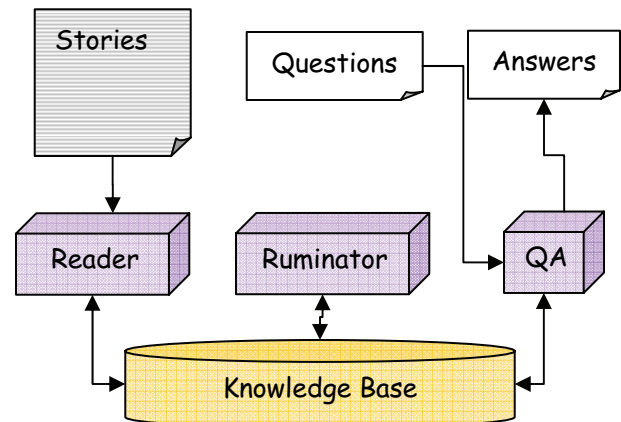 Stories
Questions
Answers
Reader
Ruminator
QA
Knowledge Base